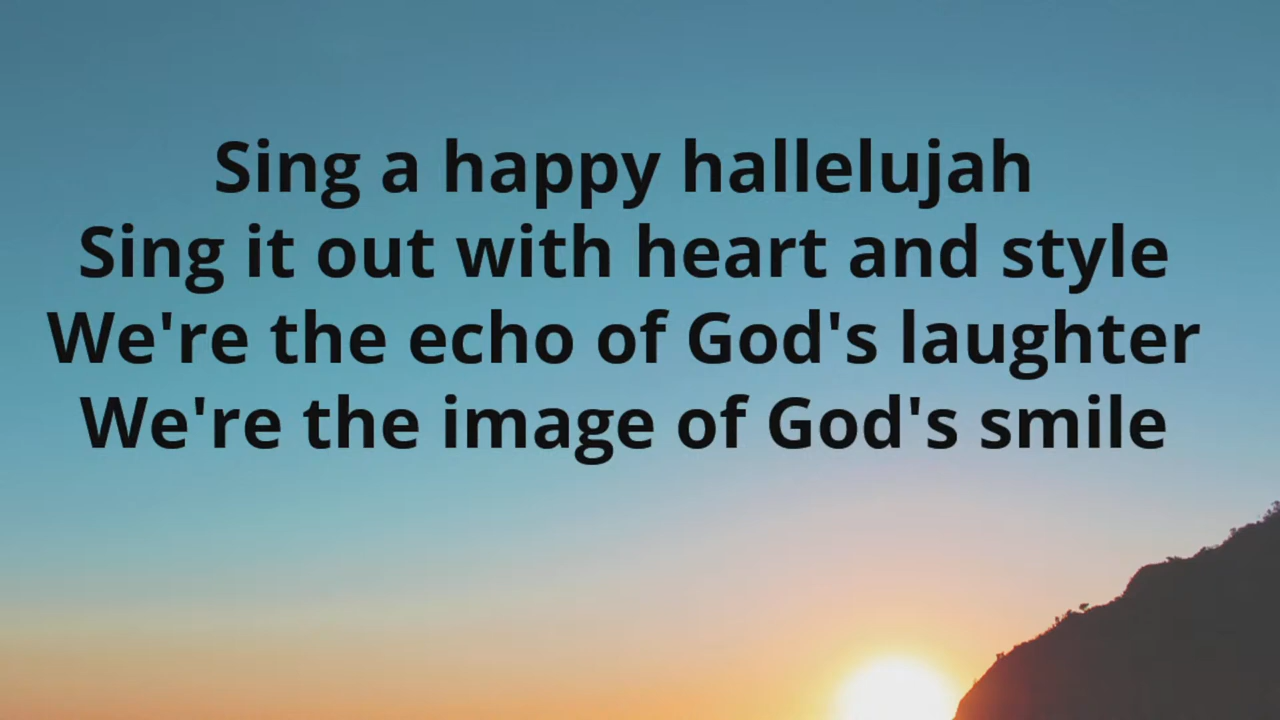 Sing a happy hallelujah
Sing it out with heart and style
We're the echo of God's laughter
We're the image of God's smile